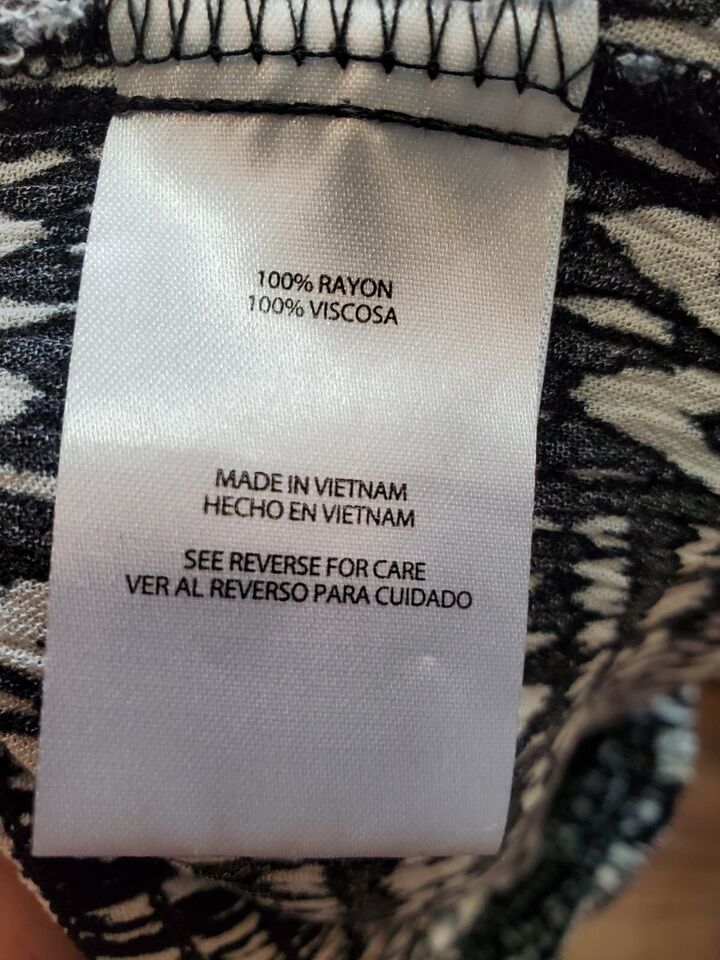 100% RAYON
100% VISCOSA
MADE IN VIETNAM
HECHO EN VIETNAM
SEE REVERSE FOR CARE
VER AL REVERSO PARA CUIDADO